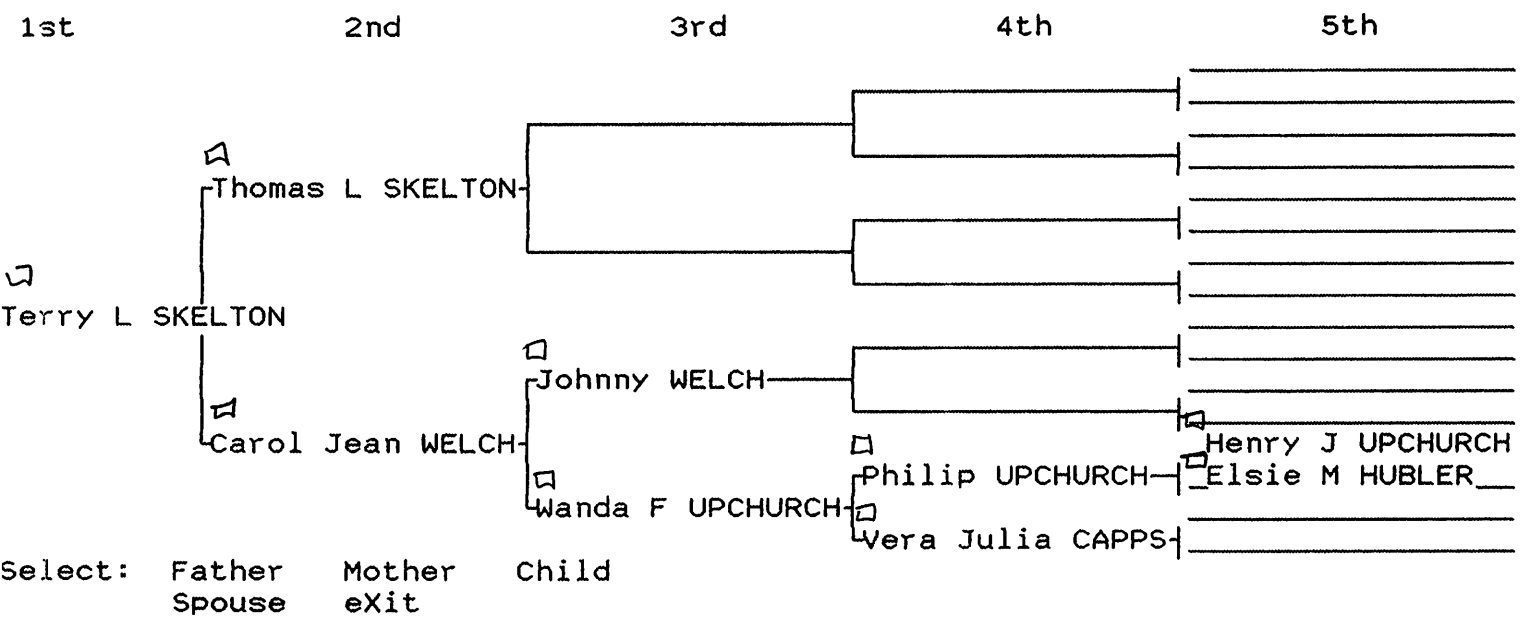 1st 2nd 3rd 4th 5th
Thomas L SKELTON
Terry L SKELTON
Johnny WELCH
Carol Jean WELCH
Henry J UPCHURCH
Philip UPCHURCH
Elsie M HUBLER
Wanda F UPCHURCH
Vera Julia CAPPS
Select: Father Mother Child
Spouse eXit